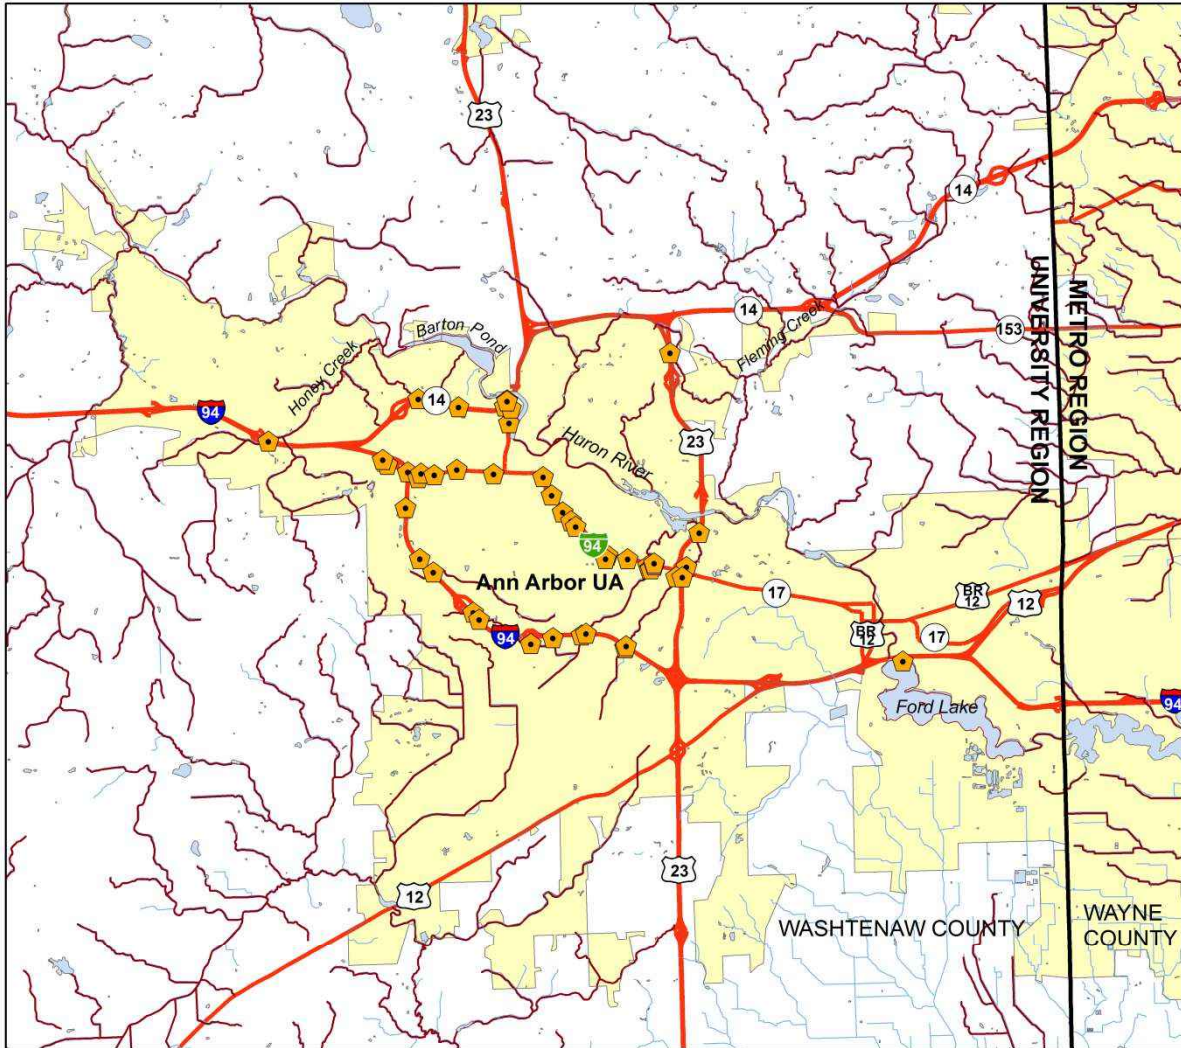 23
14
UNIVERSITY REGION
METRO REGION
14
153
Fleming Creek
Barton Pond
Honey Creek
14
94
23
Huron River
94
Ann Arbor UA
17
BR
12
12
BR
12
17
94
Ford Lake
94
23
12
WASHTENAW COUNTY
WAYNE
COUNTY